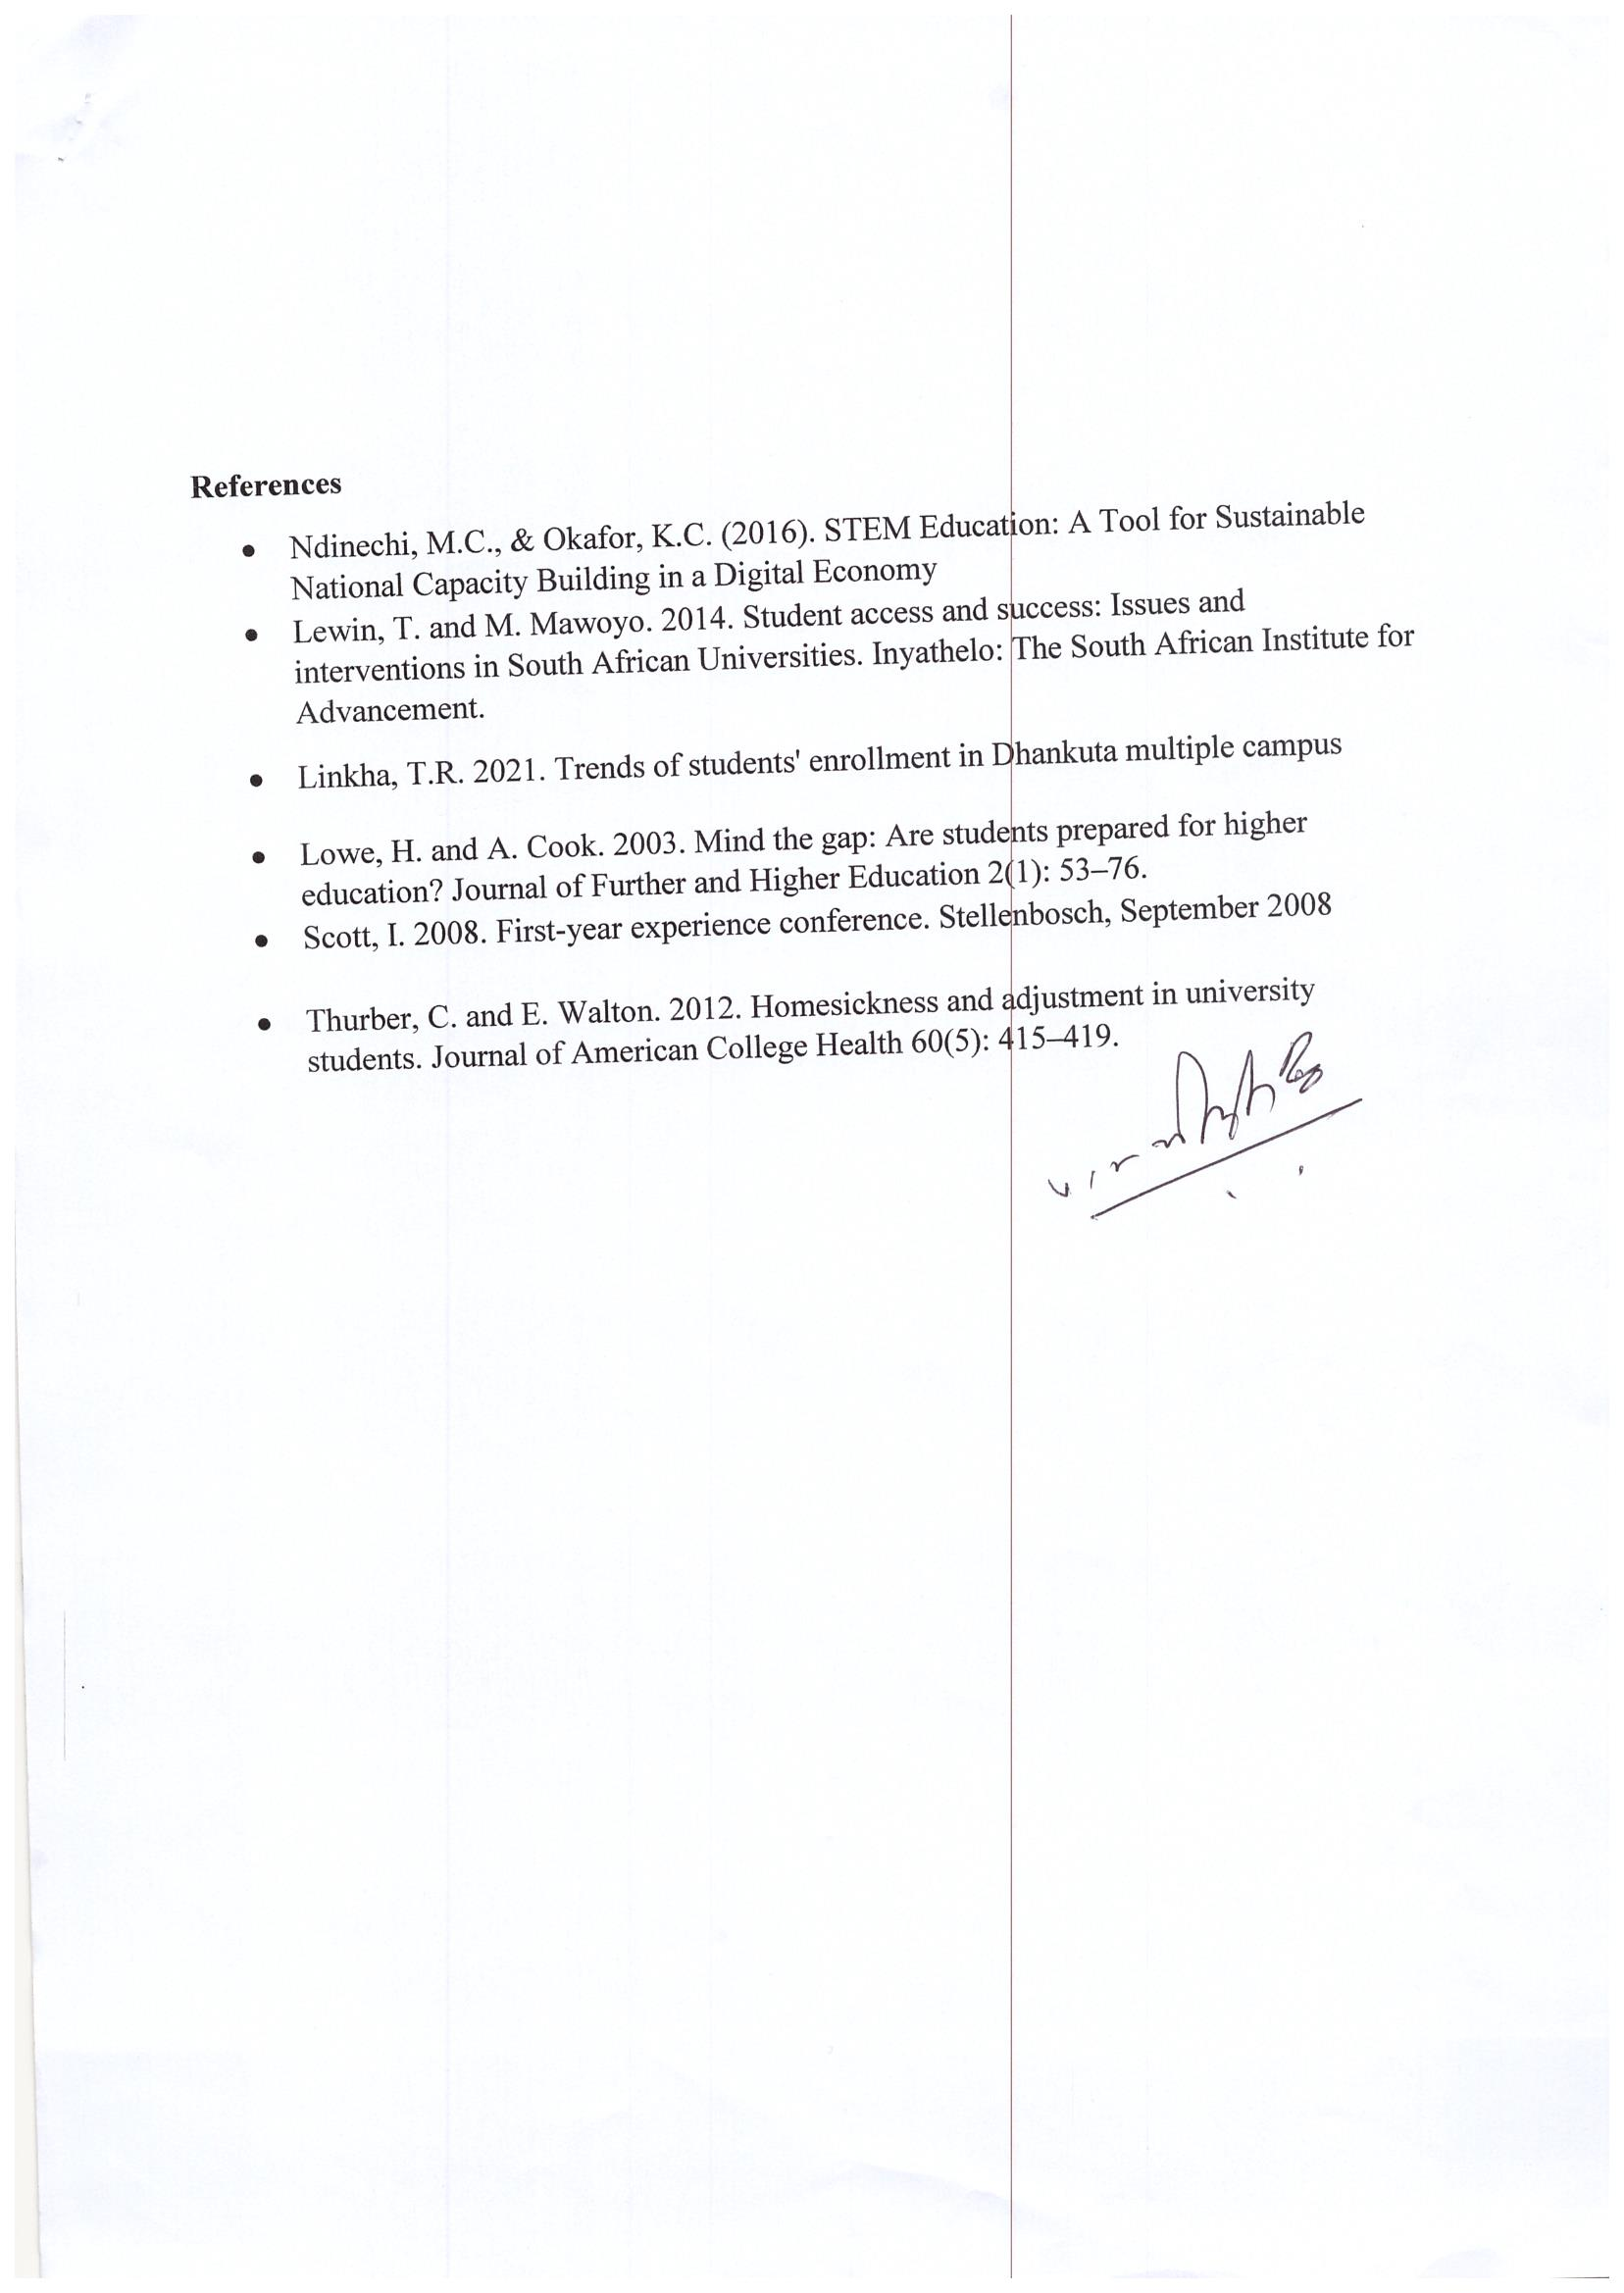 References
• Ndinechi, M.C., & Okafor, K.C. (2016). STEM Education: A Tool for Sustainable
National Capacity Building in a Digital Economy
• Lewin, T. and M. Mawoyo. 2014. Student access and success: Issues and
interventions in South African Universities. Inyathelo: The South African Institute for
Advancement.
• Linkha, T.R. 2021. Trends of students' enrollment in Dhankuta multiple campus
• Lowe, H. and A. Cook. 2003. Mind the gap: Are students prepared for higher
education? Journal of Further and Higher Education 2(1): 53–76.
• Scott, I. 2008. First-year experience conference. Stellenbosch, September 2008
• Thurber, C. and E. Walton. 2012. Homesickness and adjustment in university
students. Journal of American College Health 60(5): 415–419.